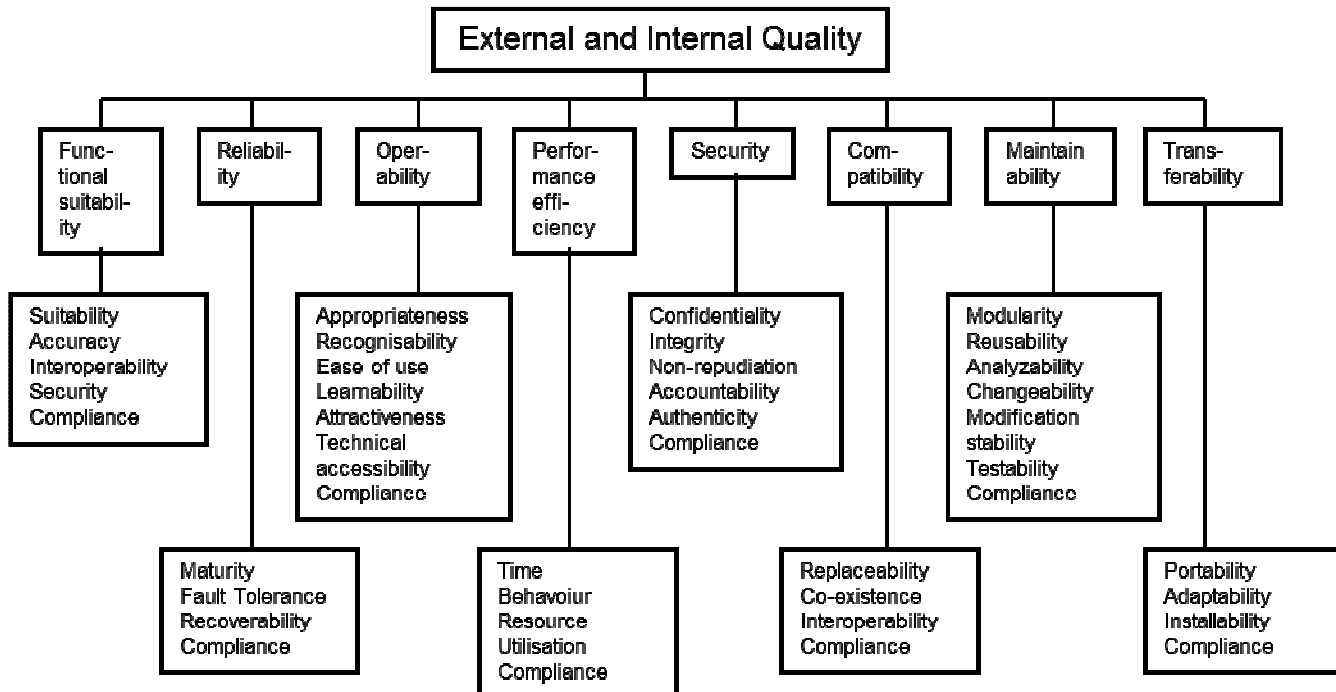 External and Internal Quality
Func-
tional
suitabil-
ity
Reliabil-
ity
Oper-
ability
Perfor-
mance
effi-
ciency
Security
Com-
patibility
Maintain
ability
Trans-
ferability
Suitability
Accuracy
Interoperability
Security
Compliance
Appropriateness
Recognisability
Ease of use
Learnability
Attractiveness
Technical
accessibility
Compliance
Confidentiality
Integrity
Non-repudiation
Accountability
Authenticity
Compliance
Modularity
Reusability
Analyzability
Changeability
Modification
stability
Testability
Compliance
Maturity
Fault Tolerance
Recoverability
Compliance
Time
Behavoiur
Resource
Utilisation
Compliance
Replaceability
Co-existence
Interoperability
Compliance
Portability
Adaptability
Installability
Compliance